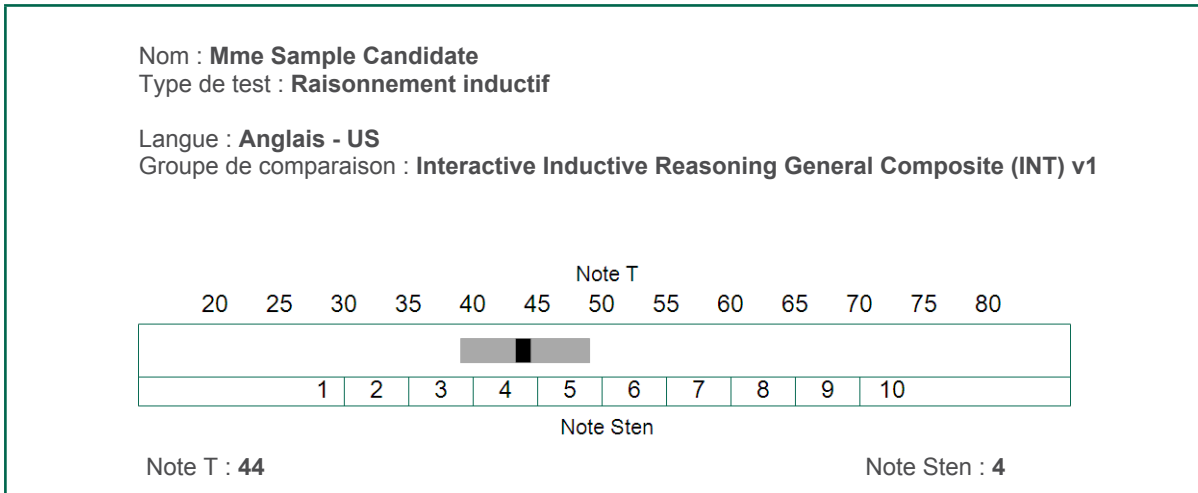 Nom : Mme Sample Candidate
Type de test : Raisonnement inductif
Langue : Anglais - US
Groupe de comparaison : Interactive Inductive Reasoning General Composite (INT) v1
Note T
20 25 30 35 40 45 50 55 60 65 70 75 80
1 2 3 4 5 6 7 8 9 10
Note Sten
Note T : 44 Note Sten : 4